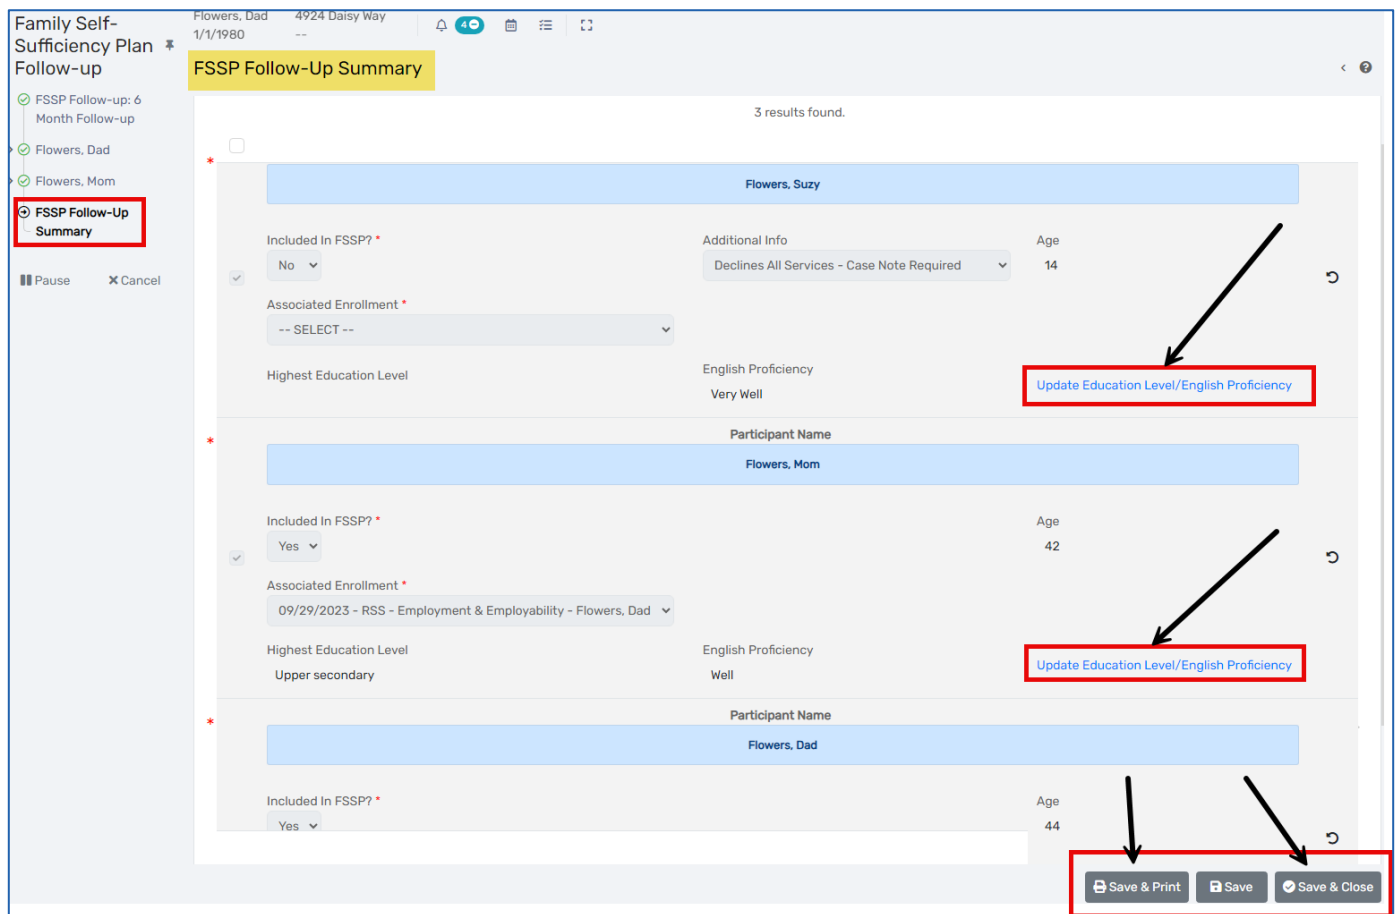 Family Self-
Sufficiency Plan
Follow-up
FSSP Follow-up: 6
Month Follow-up
Flowers, Dad
Flowers, Mom
FSSP Follow-Up
Summary
Pause Cancel
Flowers, Dad 4924 Daisy Way
1/1/1980 --
4
FSSP Follow-Up Summary
3 results found.
*
Flowers, Suzy
Included In FSSP? * Additional Info Age
No Declines All Services - Case Note Required 14
Associated Enrollment *
-- SELECT --
Highest Education Level English Proficiency
Very Well Update Education Level/English Proficiency
* Participant Name
Flowers, Mom
Included In FSSP? * Age
Yes 42
Associated Enrollment *
09/29/2023 - RSS - Employment & Employability - Flowers, Dad
Highest Education Level English Proficiency
Upper secondary Well Update Education Level/English Proficiency
* Participant Name
Flowers, Dad
Included In FSSP? * Age
Yes 44
Save & Print Save Save & Close